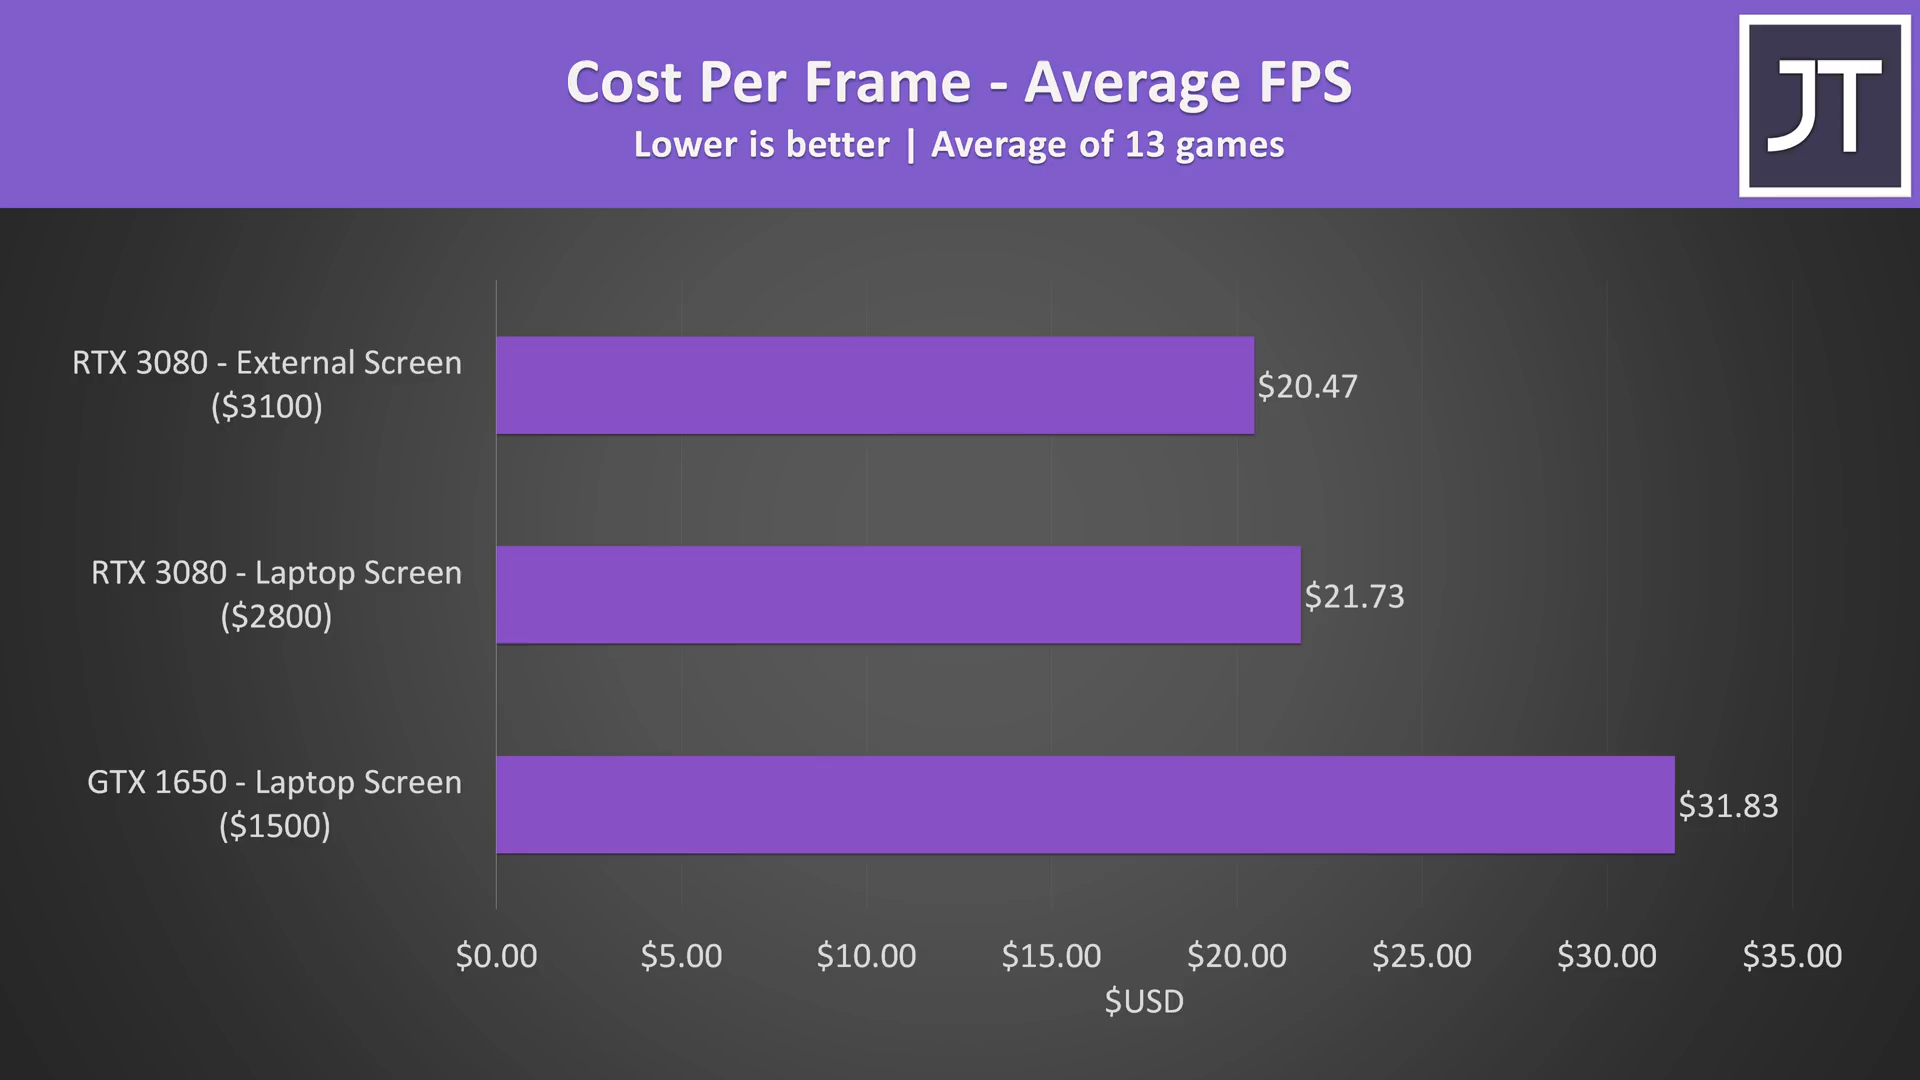 Cost Per Frame - Average FPS
Lower is better | Average of 13 games
JT
RTX 3080 - External Screen
($3100)
$20.47
RTX 3080 - Laptop Screen
($2800)
$21.73
GTX 1650 - Laptop Screen
($1500)
$31.83
$0.00 $5.00 $10.00 $15.00 $20.00 $25.00 $30.00 $35.00
$USD